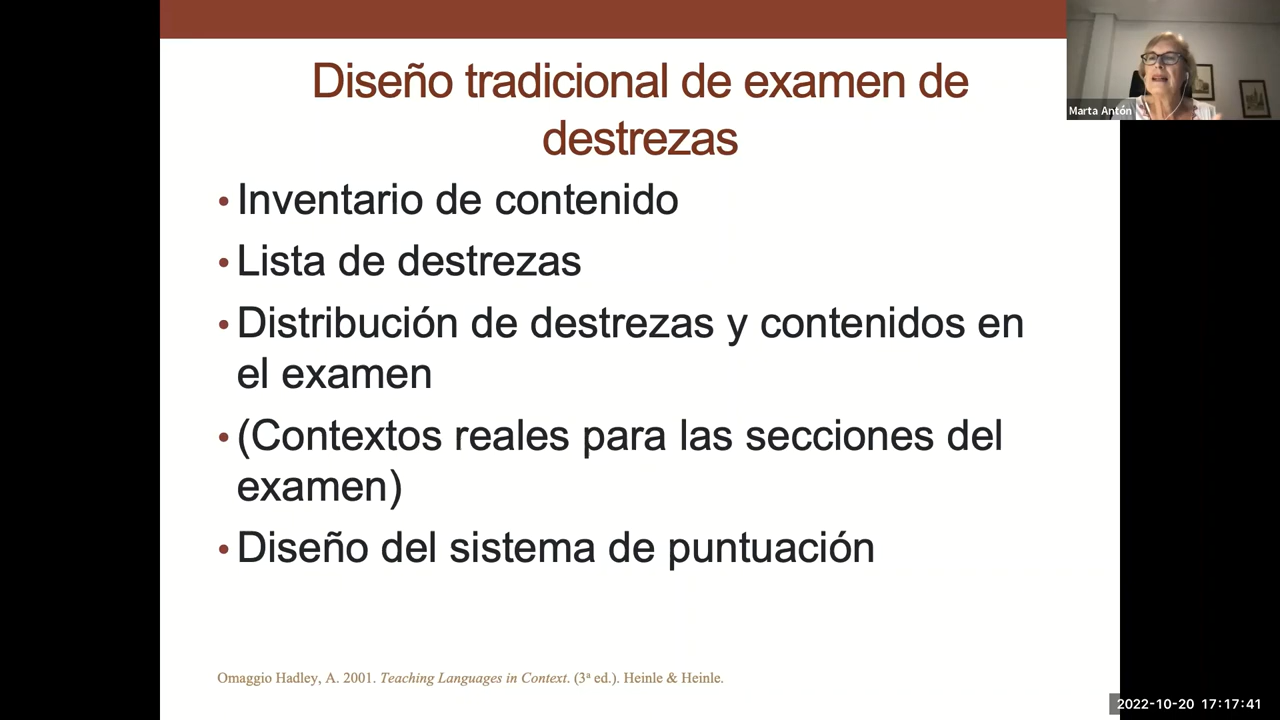 Diseño tradicional de examen de
destrezas
Marta Antón
• Inventario de contenido
• Lista de destrezas
• Distribución de destrezas y contenidos en
el examen
• (Contextos reales para las secciones del
examen)
• Diseño del sistema de puntuación
Omaggio Hadley, A. 2001. Teaching Languages in Context. (3ª ed.). Heinle & Heinle.
2022-10-20 17:17:41